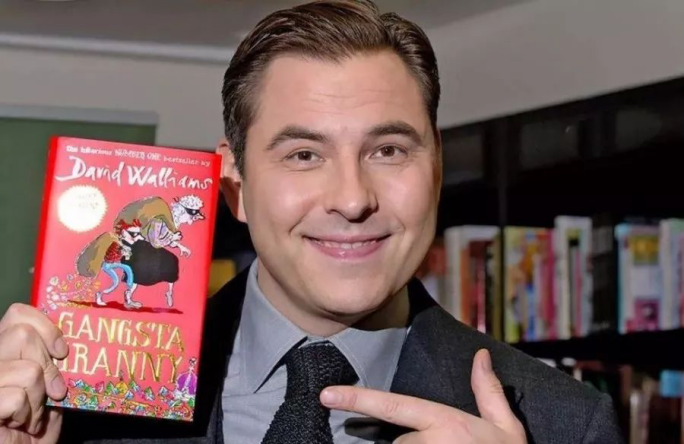 the hilarious NUMBER ONE bestseller by
David Walliams
GANGSTA
GRANNY